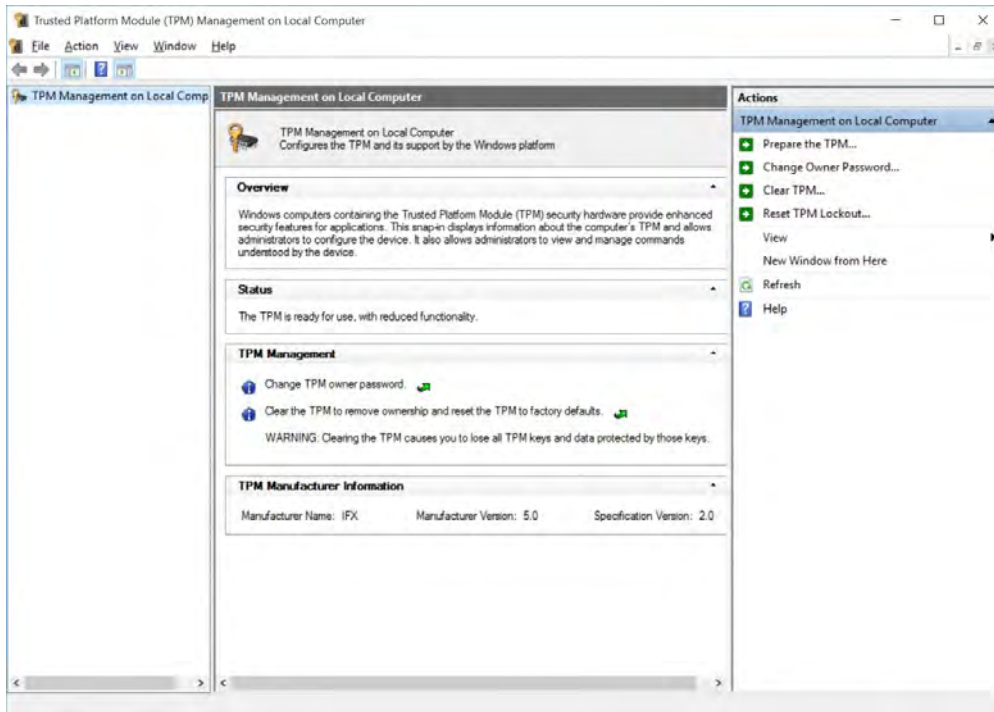 Trusted Platform Module (TPM) Management on Local Computer
File Action View Window Help
TPM Management on Local Comp
TPM Management on Local Computer
TPM Management on Local Computer
Configures the TPM and its support by the Windows platform
Overview
Windows computers containing the Trusted Platform Module (TPM) security hardware provide enhanced
security features for applications. This snap-in displays information about the computer's TPM and allows
administrators to configure the device. It also allows administrators to view and manage commands
understood by the device.
Status
The TPM is ready for use, with reduced functionality.
TPM Management
Change TPM owner password.
Clear the TPM to remove ownership and reset the TPM to factory defaults.
WARNING: Clearing the TPM causes you to lose all TPM keys and data protected by those keys.
TPM Manufacturer Information
Manufacturer Name: IFX Manufacturer Version: 5.0 Specification Version: 2.0
Actions
TPM Management on Local Computer
Prepare the TPM...
Change Owner Password...
Clear TPM...
Reset TPM Lockout...
View
New Window from Here
Refresh
Help